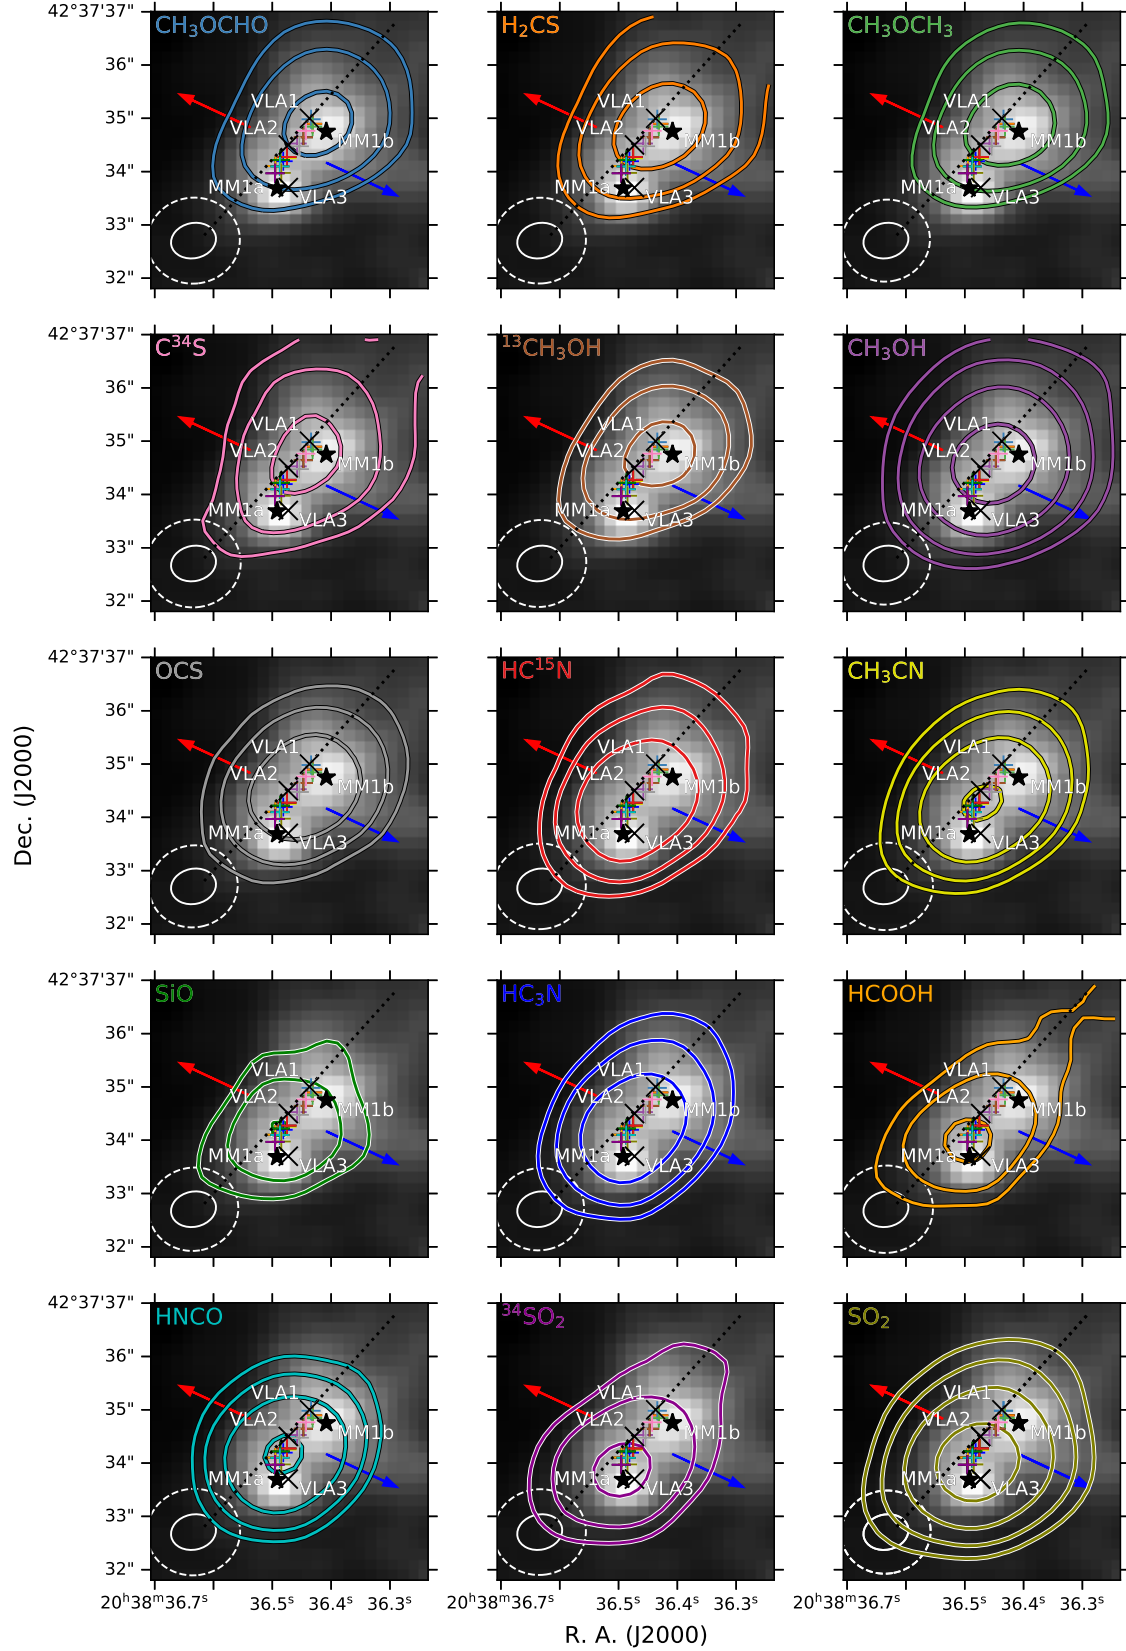 42°37'37"
36"
35"
34"
33"
32"
CH₃OCHO
VLA1
VLA2
MM1b
MM1a
VLA3
H₂CS
VLA1
VLA2
MM1b
MM1a
VLA3
CH₃OCH₃
VLA1
VLA2
MM1b
MM1a
VLA3
42°37'37"
36"
35"
34"
33"
32"
C³⁴S
VLA1
VLA2
MM1b
MM1a
VLA3
¹³CH₃OH
VLA1
VLA2
MM1b
MM1a
VLA3
CH₃OH
VLA1
VLA2
MM1b
MM1a
VLA3
Dec. (J2000)
42°37'37"
36"
35"
34"
33"
32"
OCS
VLA1
VLA2
MM1b
MM1a
VLA3
HC¹⁵N
VLA1
VLA2
MM1b
MM1a
VLA3
CH₃CN
VLA1
VLA2
MM1b
MM1a
VLA3
42°37'37"
36"
35"
34"
33"
32"
SiO
VLA1
VLA2
MM1b
MM1a
VLA3
HC₃N
VLA1
VLA2
MM1b
MM1a
VLA3
HCOOH
VLA1
VLA2
MM1b
MM1a
VLA3
42°37'37"
36"
35"
34"
33"
32"
HNCO
VLA1
VLA2
MM1b
MM1a
VLA3
³⁴SO₂
VLA1
VLA2
MM1b
MM1a
VLA3
SO₂
VLA1
VLA2
MM1b
MM1a
VLA3
20ʰ38ᵐ36.7ˢ 36.5ˢ 36.4ˢ 36.3ˢ
20ʰ38ᵐ36.7ˢ 36.5ˢ 36.4ˢ 36.3ˢ
20ʰ38ᵐ36.7ˢ 36.5ˢ 36.4ˢ 36.3ˢ
R. A. (J2000)